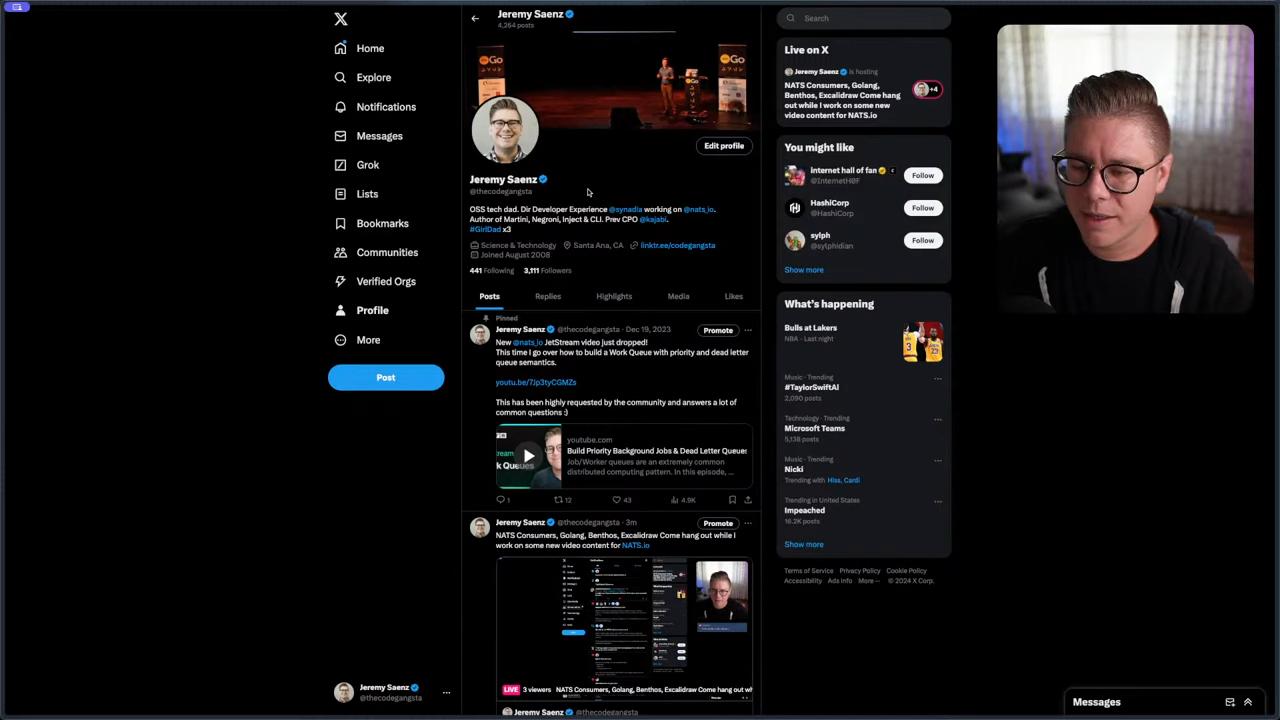 Jeremy Saenz
4,264 posts
Search
Home
Explore
Notifications
Messages
Grok
Lists
Bookmarks
Communities
Verified Orgs
Profile
More
Post
Jeremy Saenz
@thecodegangsta
Go
Go
Edit profile
Jeremy Saenz
@thecodegangsta
OSS tech dad. Dir Developer Experience @synadia working on @nats_io.
Author of Martini, Negroni, Inject & CLI. Prev CPO @kajabi.
#GirlDad x3
Science & Technology Santa Ana, CA linktr.ee/codegangsta
Joined August 2008
441 Following 3,111 Followers
Posts Replies Highlights Media Likes
Pinned
Jeremy Saenz @thecodegangsta · Dec 19, 2023
Promote
New @nats_io JetStream video just dropped!
This time I go over how to build a Work Queue with priority and dead letter
queue semantics.
youtu.be/7Jp3tyCGMZs
This has been highly requested by the community and answers a lot of
common questions :)
youtube.com
Build Priority Background Jobs & Dead Letter Queues
Job/Worker queues are an extremely common
distributed computing pattern. In this episode, ...
1 12 43 4.9K
Jeremy Saenz @thecodegangsta · 3m
Promote
NATS Consumers, Golang, Benthos, Excalidraw Come hang out while I
work on some new video content for NATS.io
LIVE 3 viewers NATS Consumers, Golang, Benthos, Excalidraw Come hang out wh
Jeremy Saenz @thecodegangsta
Live on X
Jeremy Saenz is hosting
NATS Consumers, Golang,
Benthos, Excalidraw Come hang
out while I work on some new
video content for NATS.io
+4
You might like
internet hall of fan
@InternetH0F
Follow
HashiCorp
@HashiCorp
Follow
sylph
@sylphidian
Follow
Show more
What's happening
Bulls at Lakers
NBA · Last night
Music · Trending
#TaylorSwiftAI
2,090 posts
Technology · Trending
Microsoft Teams
5,138 posts
Music · Trending
Nicki
Trending with Hiss, Cardi
Trending in United States
Impeached
16.2K posts
Show more
Terms of Service Privacy Policy Cookie Policy
Accessibility Ads info More ··· © 2024 X Corp.
Messages